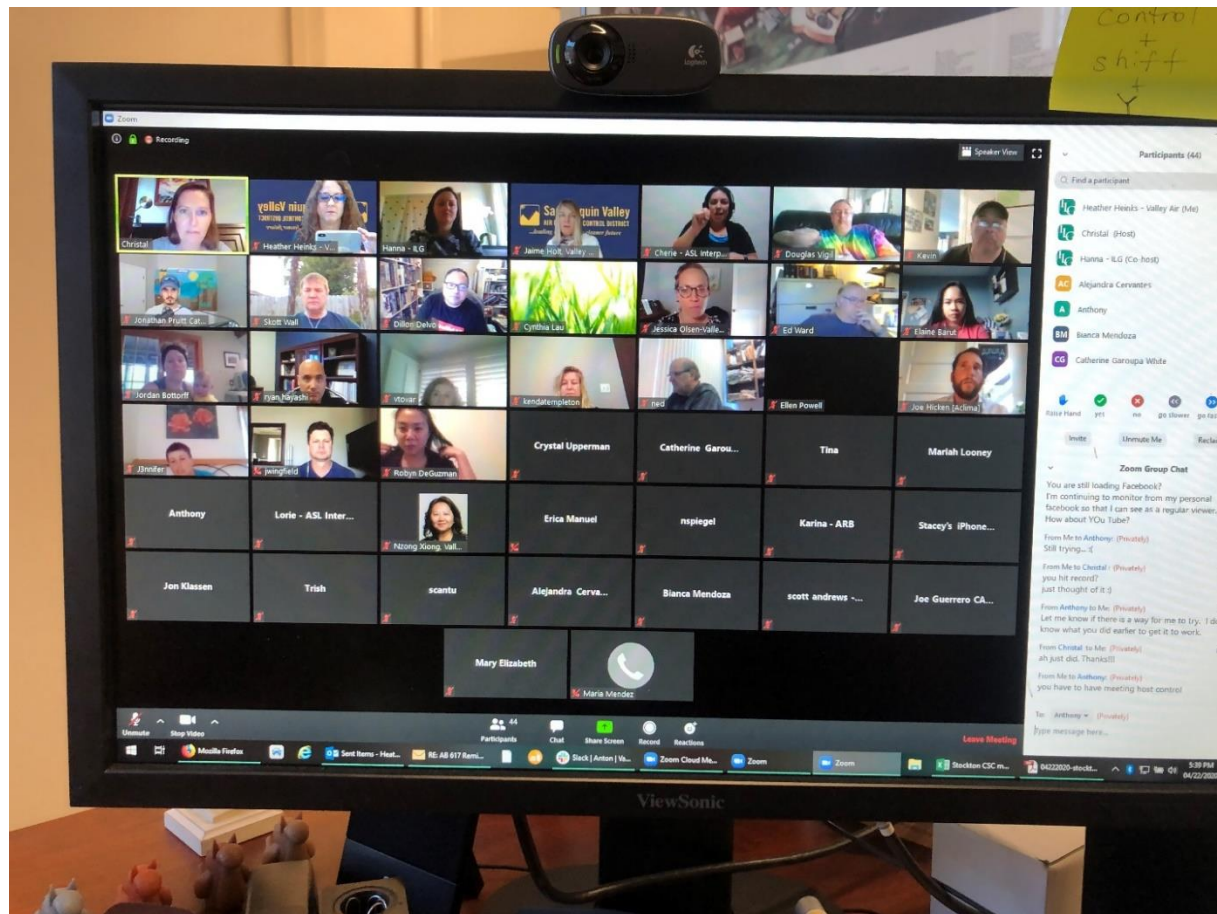 Control
+
shift
+
Y
Logitech
Zoom
Recording
Speaker View
Christal
Heather Heinks - V...
Hanna - ILG
Jaime Holt, Valley ...
Cherie - ASL Interp...
Douglas Vigil
Kevin
Jonathan Pruitt Cat...
Skott Wall
Dillon Delvo
Cynthia Lau
Jessica Olsen-Valle...
Ed Ward
Elaine Barut
Jordan Bottorff
ryan hayashi
vtovar
kendatempleton
ned
Ellen Powell
Joe Hicken [Aclima]
J3nnifer
jwingfield
Robyn DeGuzman
Crystal Upperman
Catherine Garou...
Tina
Mariah Looney
Anthony
Lorie - ASL Inter...
Nzong Xiong, Vall...
Erica Manuel
nspiegel
Karina - ARB
Stacey's iPhone...
Jon Klassen
Trish
scantu
Alejandra Cerva...
Bianca Mendoza
scott andrews -...
Joe Guerrero CA...
Mary Elizabeth
Maria Mendez
Unmute
Stop Video
44
Participants
Chat
Share Screen
Record
Reactions
Leave Meeting
Participants (44)
Find a participant
Heather Heinks - Valley Air (Me)
Christal (Host)
Hanna - ILG (Co-host)
AC Alejandra Cervantes
A Anthony
BM Bianca Mendoza
CG Catherine Garoupa White
Raise Hand yes no go slower
Invite Unmute Me
Zoom Group Chat
You are still loading Facebook?
I'm continuing to monitor from my personal
facebook so that I can see as a regular viewer.
How about YOu Tube?
From Me to Anthony: (Privately)
Still trying... :(
From Me to Christal : (Privately)
you hit record?
just thought of it :)
From Anthony to Me: (Privately)
Let me know if there is a way for me to try. I
know what you did earlier to get it to work.
From Christal to Me: (Privately)
ah just did. Thanks!!!
From Me to Anthony: (Privately)
you have to have meeting host control
To: Anthony (Privately)
Type message here...
Mozilla Firefox
Sent Items - Heat...
RE: AB 617 Remi...
Slack | Anton | Va...
Zoom Cloud Me...
Zoom
Zoom
Stockton CSC m...
04222020-stockt...
5:39 PM
04/22/2020
ViewSonic